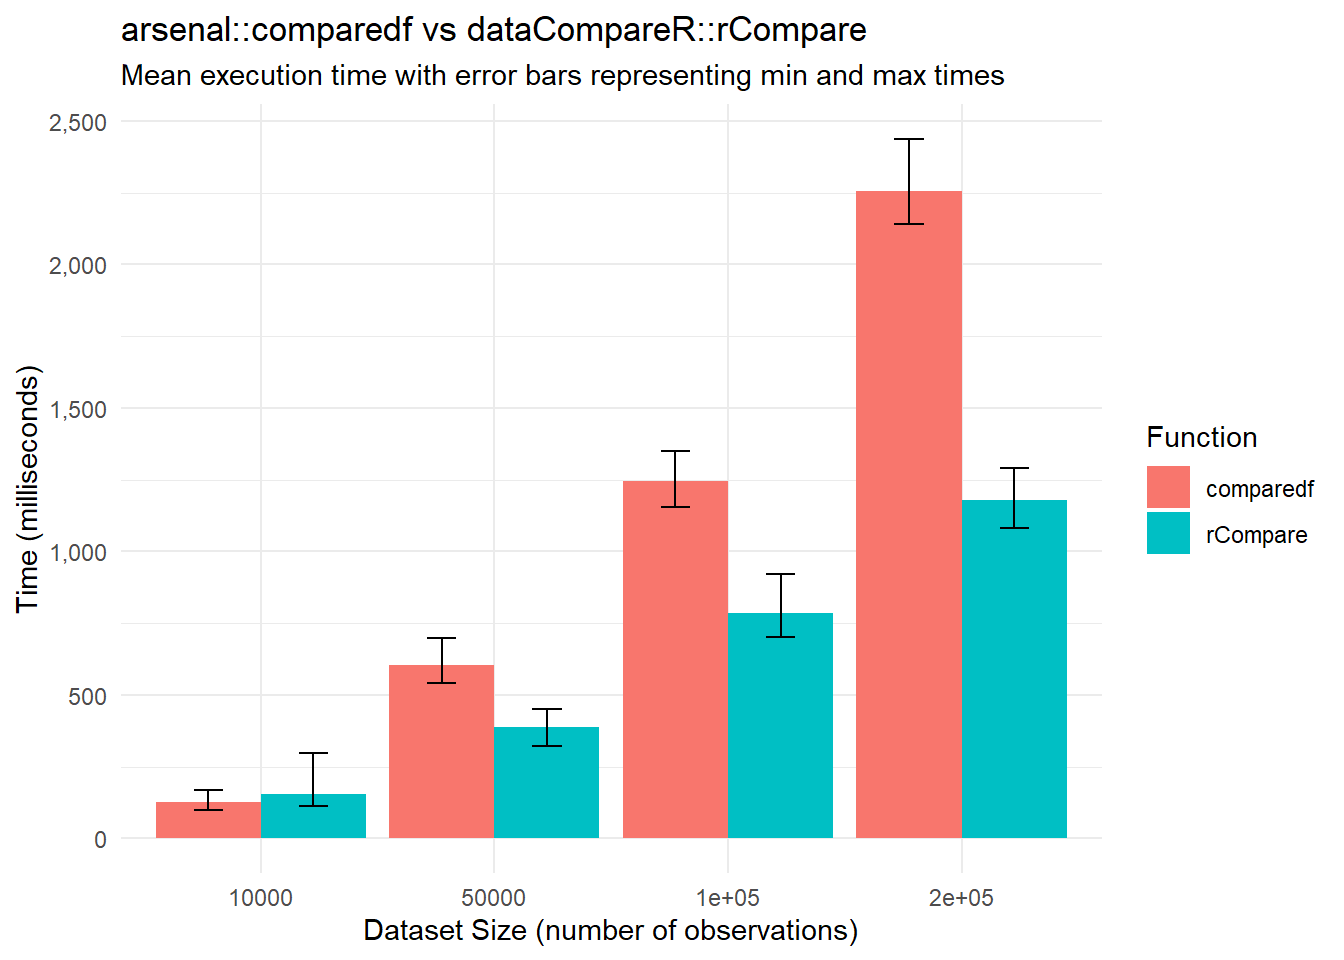 arsenal::comparedf vs dataCompareR::rCompare
Mean execution time with error bars representing min and max times
2,500
2,000
1,500
1,000
500
0
Time (milliseconds)
10000 50000 1e+05 2e+05
Dataset Size (number of observations)
Function
comparedf
rCompare